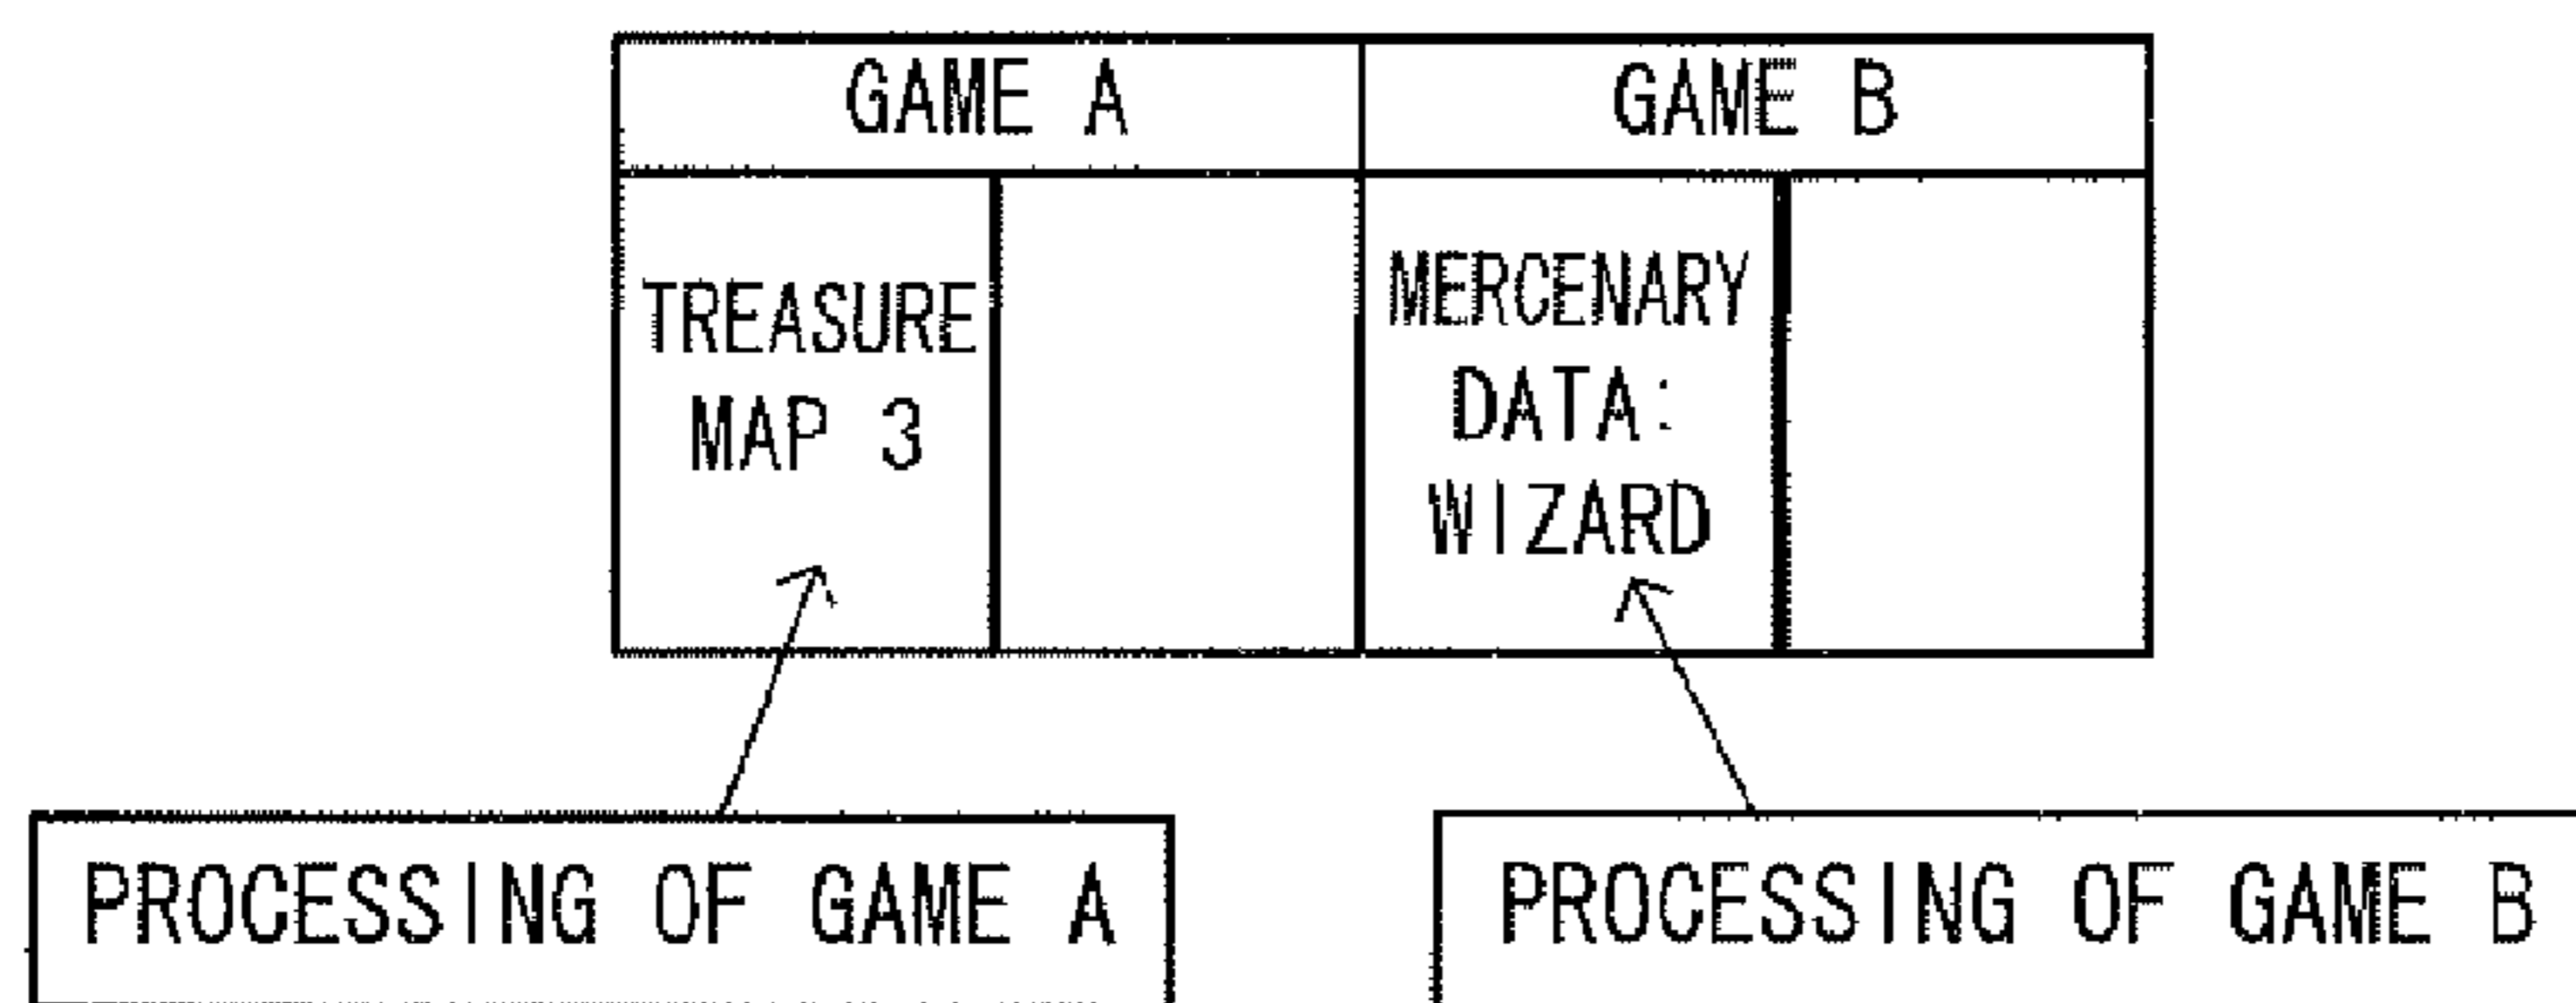 GAME A
GAME B
TREASURE
MAP 3
MERCENARY
DATA:
WIZARD
PROCESSING OF GAME A
PROCESSING OF GAME B